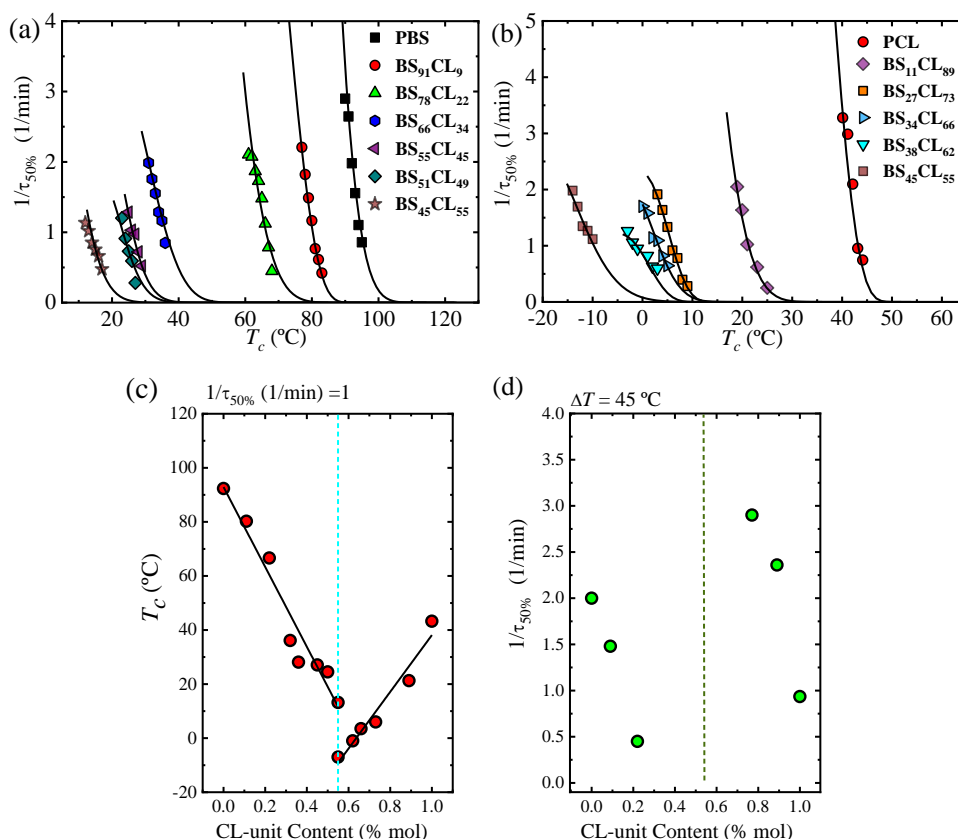 (a)
PBS
BS₉₁CL₉
BS₇₈CL₂₂
BS₆₆CL₃₄
BS₅₅CL₄₅
BS₅₁CL₄₉
BS₄₅CL₅₅
1/τ₅₀% (1/min)
4
3
2
1
0
20 40 60 80 100 120
T_c (ºC)
(b)
PCL
BS₁₁CL₈₉
BS₂₇CL₇₃
BS₃₄CL₆₆
BS₃₈CL₆₂
BS₄₅CL₅₅
1/τ₅₀% (1/min)
5
4
3
2
1
0
-20 -10 0 10 20 30 40 50 60
T_c (ºC)
(c)
1/τ₅₀% (1/min) =1
T_c (ºC)
120
100
80
60
40
20
0
-20
0.0 0.2 0.4 0.6 0.8 1.0
CL-unit Content (% mol)
(d)
ΔT = 45 ºC
1/τ₅₀% (1/min)
4.0
3.5
3.0
2.5
2.0
1.5
1.0
0.5
0.0
0.0 0.2 0.4 0.6 0.8 1.0
CL-unit Content (% mol)